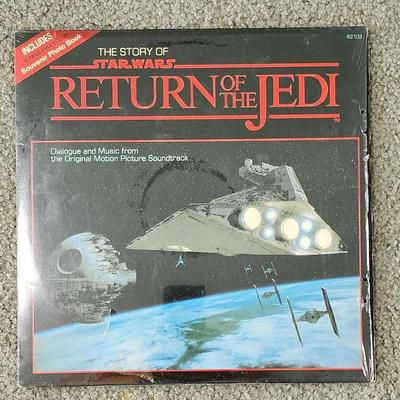 INCLUDES
Souvenir Photo Book
62103
THE STORY OF
STAR WARS
RETURN OF THE JEDI
TM
Dialogue and Music from
the Original Motion Picture Soundtrack